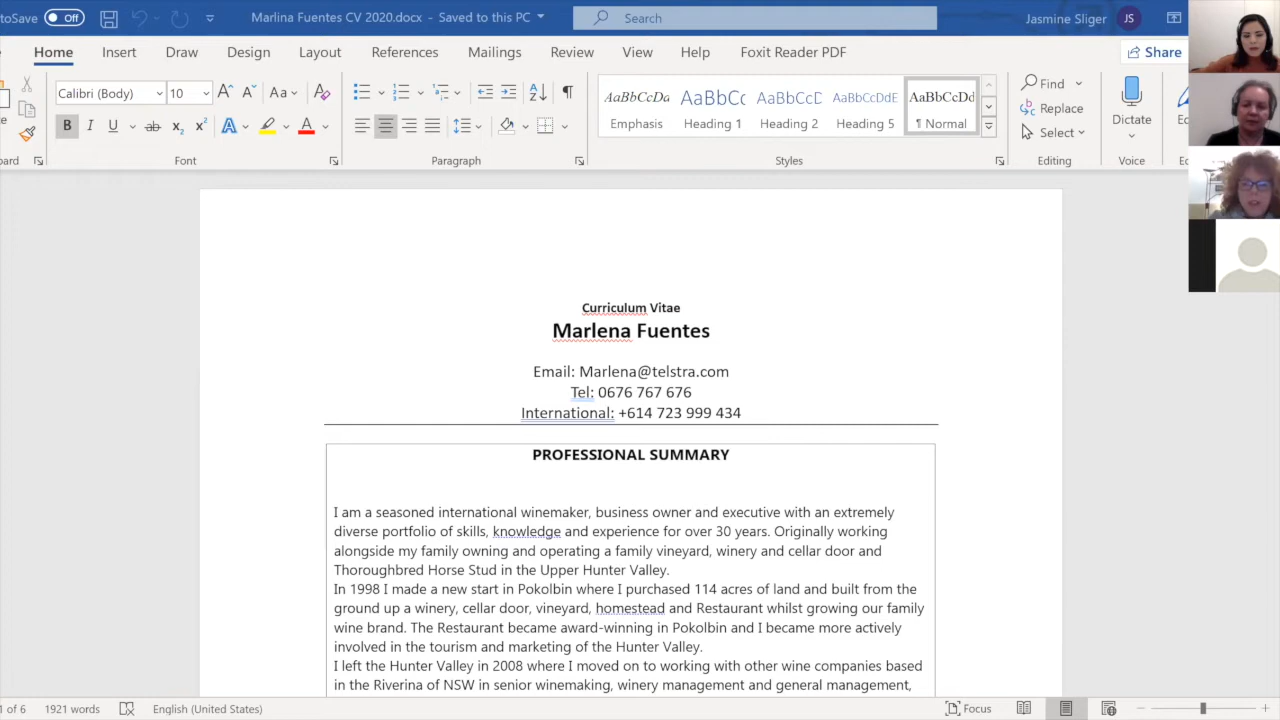 toSave Off Marlina Fuentes CV 2020.docx - Saved to this PC Search Jasmine Sliger JS
Home Insert Draw Design Layout References Mailings Review View Help Foxit Reader PDF Share
Calibri (Body) 10 Aa AaBbCcDd AaBbCc AaBbCcD AaBbCcDdE AaBbCcDd Find
Replace
Emphasis Heading 1 Heading 2 Heading 5 ¶ Normal Select Dictate
Font Paragraph Styles Editing Voice
Curriculum Vitae
Marlena Fuentes
Email: Marlena@telstra.com
Tel: 0676 767 676
International: +614 723 999 434
PROFESSIONAL SUMMARY
I am a seasoned international winemaker, business owner and executive with an extremely
diverse portfolio of skills, knowledge and experience for over 30 years. Originally working
alongside my family owning and operating a family vineyard, winery and cellar door and
Thoroughbred Horse Stud in the Upper Hunter Valley.
In 1998 I made a new start in Pokolbin where I purchased 114 acres of land and built from the
ground up a winery, cellar door, vineyard, homestead and Restaurant whilst growing our family
wine brand. The Restaurant became award-winning in Pokolbin and I became more actively
involved in the tourism and marketing of the Hunter Valley.
I left the Hunter Valley in 2008 where I moved on to working with other wine companies based
in the Riverina of NSW in senior winemaking, winery management and general management,
1 of 6 1921 words English (United States) Focus